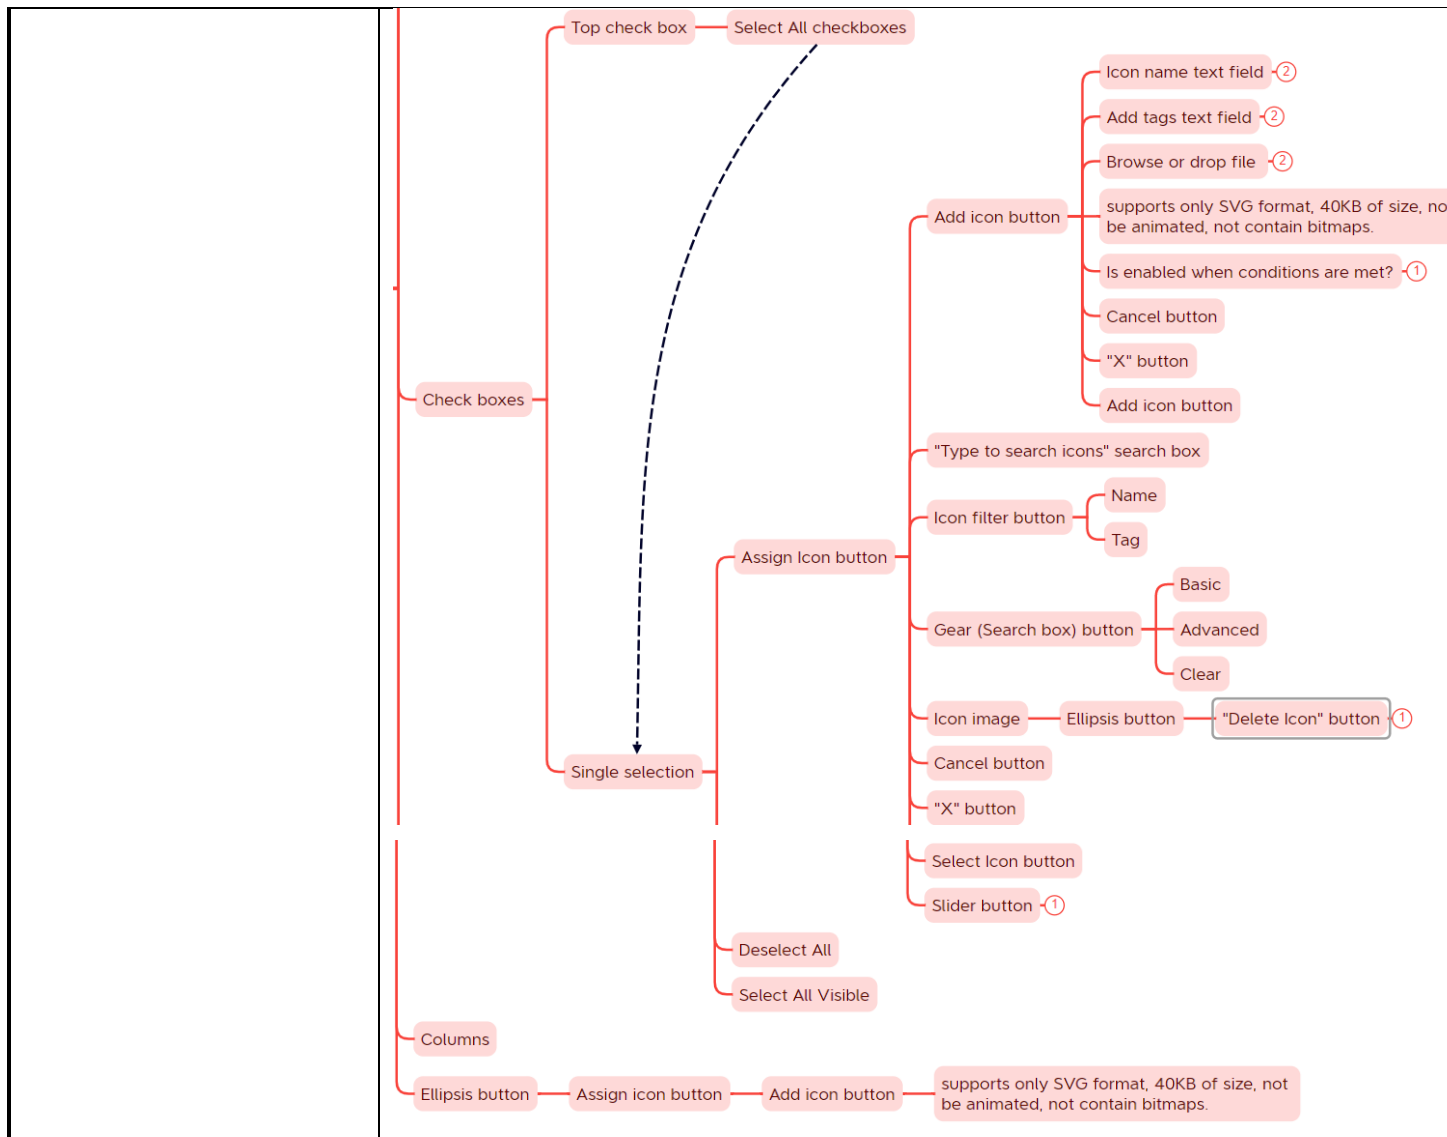 Top check box
Select All checkboxes
Icon name text field
2
Add tags text field
2
Browse or drop file
2
Add icon button
supports only SVG format, 40KB of size, no
be animated, not contain bitmaps.
Is enabled when conditions are met?
1
Cancel button
"X" button
Check boxes
Add icon button
"Type to search icons" search box
Name
Icon filter button
Tag
Assign Icon button
Basic
Gear (Search box) button
Advanced
Clear
Icon image
Ellipsis button
"Delete Icon" button
1
Cancel button
Single selection
"X" button
Select Icon button
Slider button
1
Deselect All
Select All Visible
Columns
Ellipsis button
Assign icon button
Add icon button
supports only SVG format, 40KB of size, not
be animated, not contain bitmaps.